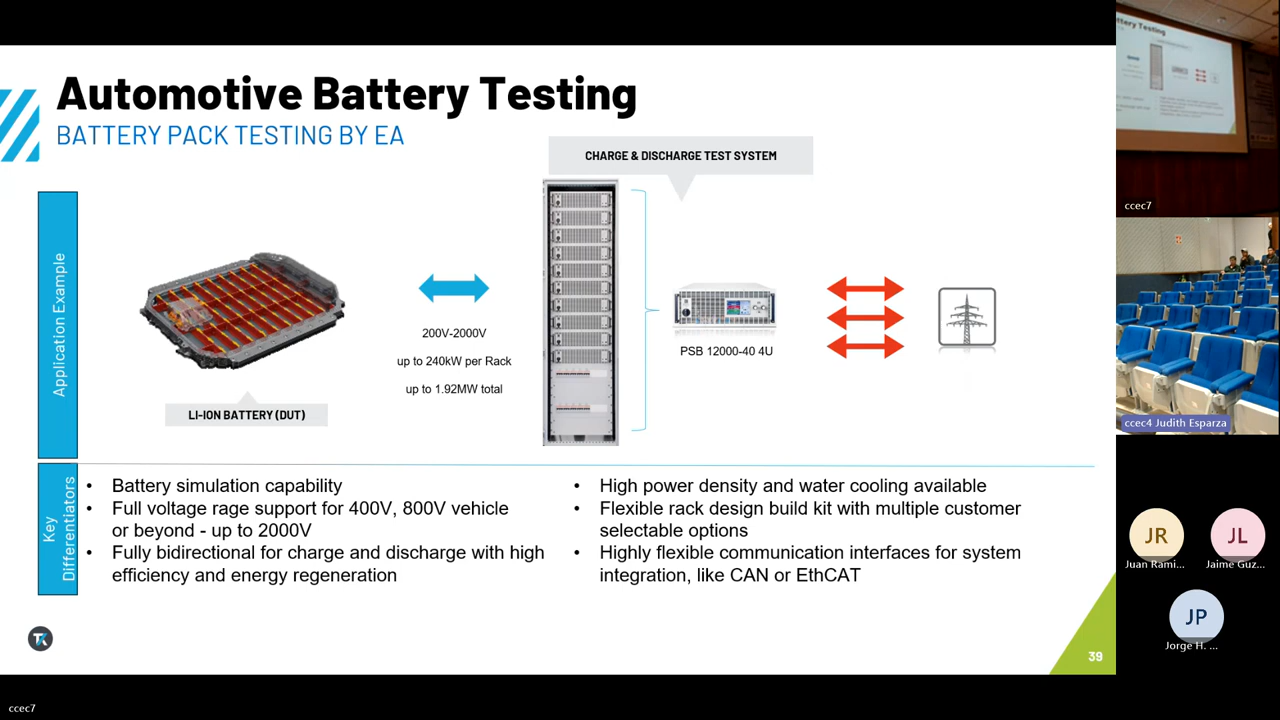 Automotive Battery Testing
BATTERY PACK TESTING BY EA
CHARGE & DISCHARGE TEST SYSTEM
Application Example
200V-2000V
up to 240kW per Rack
up to 1.92MW total
PSB 12000-40 4U
LI-ION BATTERY (DUT)
Key
Differentiators
• Battery simulation capability
• Full voltage rage support for 400V, 800V vehicle
or beyond - up to 2000V
• Fully bidirectional for charge and discharge with high
efficiency and energy regeneration
• High power density and water cooling available
• Flexible rack design build kit with multiple customer
selectable options
• Highly flexible communication interfaces for system
integration, like CAN or EthCAT
TK
39
ccec7
ttery Testing
ccec7
ccec4 Judith Esparza
JR
Juan Rami...
JL
Jaime Guz...
JP
Jorge H. ...